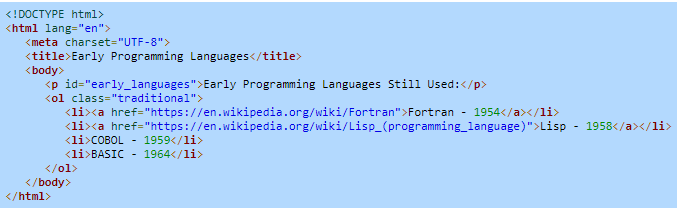 <!DOCTYPE html>
<html lang="en">
<meta charset="UTF-8">
<title>Early Programming Languages</title>
<body>
<p id="early_languages">Early Programming Languages Still Used:</p>
<ol class="traditional">
<li><a href="https://en.wikipedia.org/wiki/Fortran">Fortran - 1954</a></li>
<li><a href="https://en.wikipedia.org/wiki/Lisp_(programming_language)">Lisp - 1958</a></li>
<li>COBOL - 1959</li>
<li>BASIC - 1964</li>
</ol>
</body>
</html>